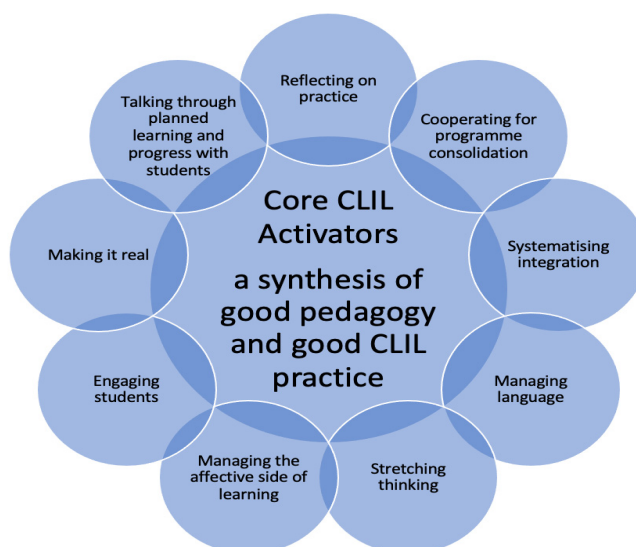 Reflecting on
practice
Cooperating for
programme
consolidation
Systematising
integration
Managing
language
Stretching
thinking
Managing the
affective side of
learning
Engaging
students
Making it real
Talking through
planned
learning and
progress with
students
Core CLIL
Activators
a synthesis of
good pedagogy
and good CLIL
practice